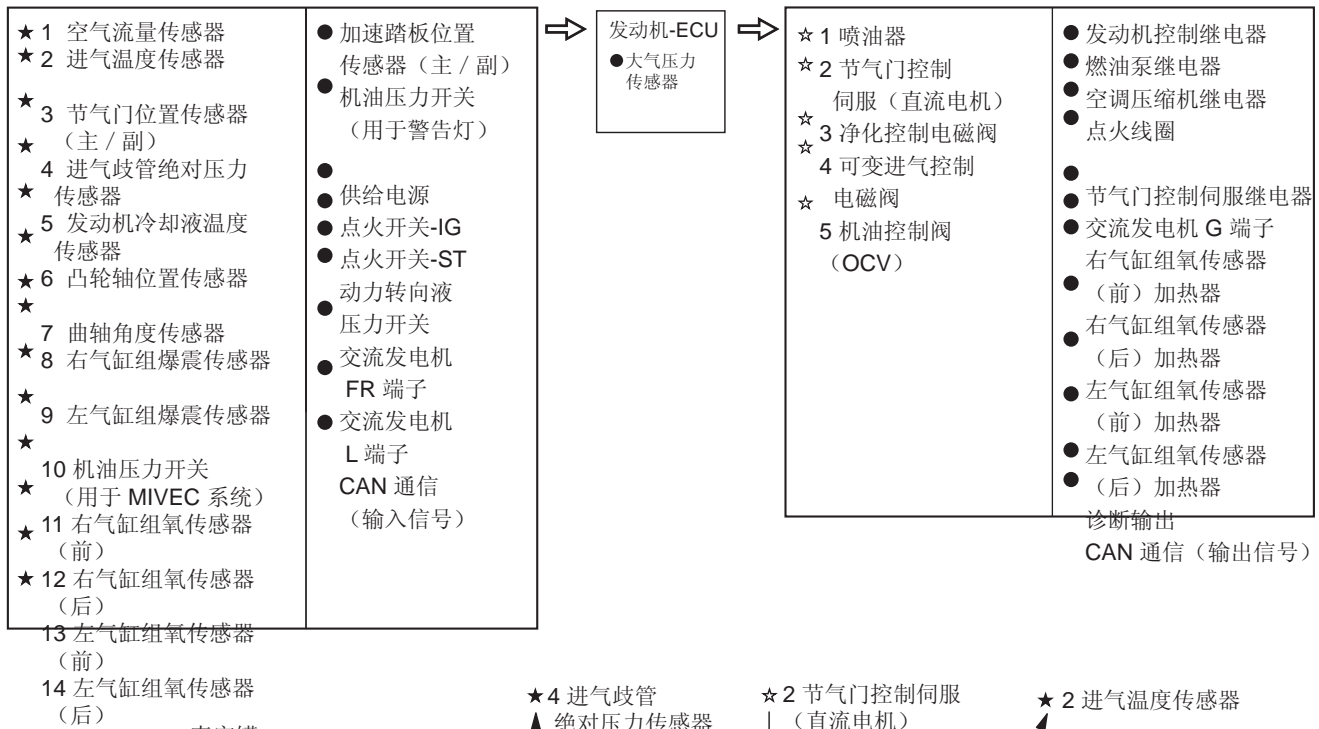 ★ 1 空气流量传感器
★ 2 进气温度传感器
★
3 节气门位置传感器
★ （主 / 副）
4 进气歧管绝对压力
★ 传感器
5 发动机冷却液温度
★ 传感器
★ 6 凸轮轴位置传感器
★
7 曲轴角度传感器
★ 8 右气缸组爆震传感器
★
9 左气缸组爆震传感器
★
10 机油压力开关
★ （用于 MIVEC 系统）
★ 11 右气缸组氧传感器
（前）
★ 12 右气缸组氧传感器
（后）
13 左气缸组氧传感器
（前）
14 左气缸组氧传感器
（后）
● 加速踏板位置
传感器（主 / 副）
● 机油压力开关
（用于警告灯）
●
● 供给电源
● 点火开关-IG
● 点火开关-ST
动力转向液
● 压力开关
● 交流发电机
FR 端子
● 交流发电机
L 端子
CAN 通信
（输入信号）
发动机-ECU
● 大气压力
传感器
☆ 1 喷油器
☆ 2 节气门控制
伺服（直流电机）
☆ 3 净化控制电磁阀
☆ 4 可变进气控制
☆ 电磁阀
5 机油控制阀
（OCV）
● 发动机控制继电器
● 燃油泵继电器
● 空调压缩机继电器
● 点火线圈
●
● 节气门控制伺服继电器
● 交流发电机 G 端子
右气缸组氧传感器
● （前）加热器
右气缸组氧传感器
● （后）加热器
● 左气缸组氧传感器
（前）加热器
● 左气缸组氧传感器
● （后）加热器
诊断输出
CAN 通信（输出信号）
★4 进气歧管
绝对压力传感器
☆2 节气门控制伺服
（直流电机）
★ 2 进气温度传感器